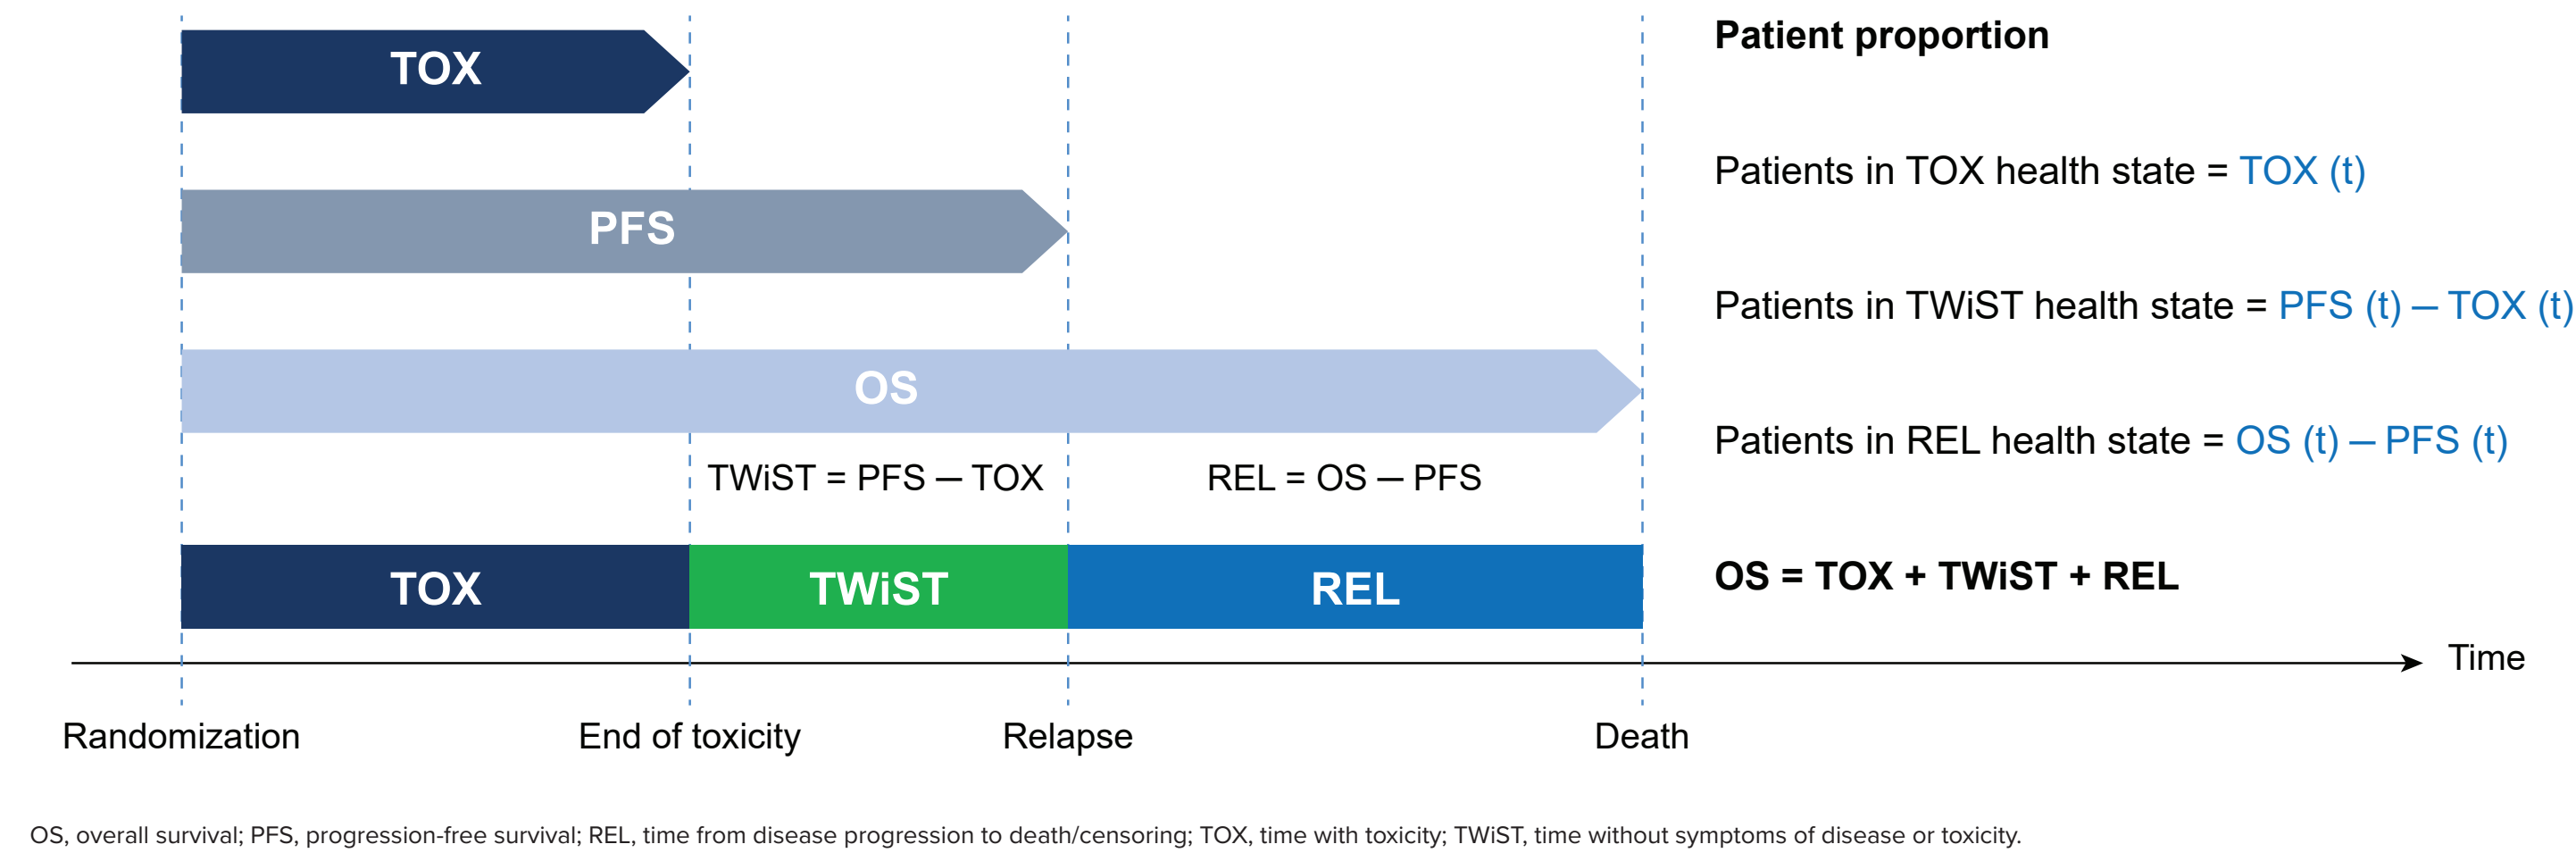 TOX
Patient proportion
Patients in TOX health state = TOX (t)
PFS
Patients in TWiST health state = PFS (t) – TOX (t)
OS
Patients in REL health state = OS (t) – PFS (t)
TWiST = PFS – TOX
REL = OS – PFS
TOX
TWiST
REL
OS = TOX + TWiST + REL
Time
Randomization
End of toxicity
Relapse
Death
OS, overall survival; PFS, progression-free survival; REL, time from disease progression to death/censoring; TOX, time with toxicity; TWiST, time without symptoms of disease or toxicity.